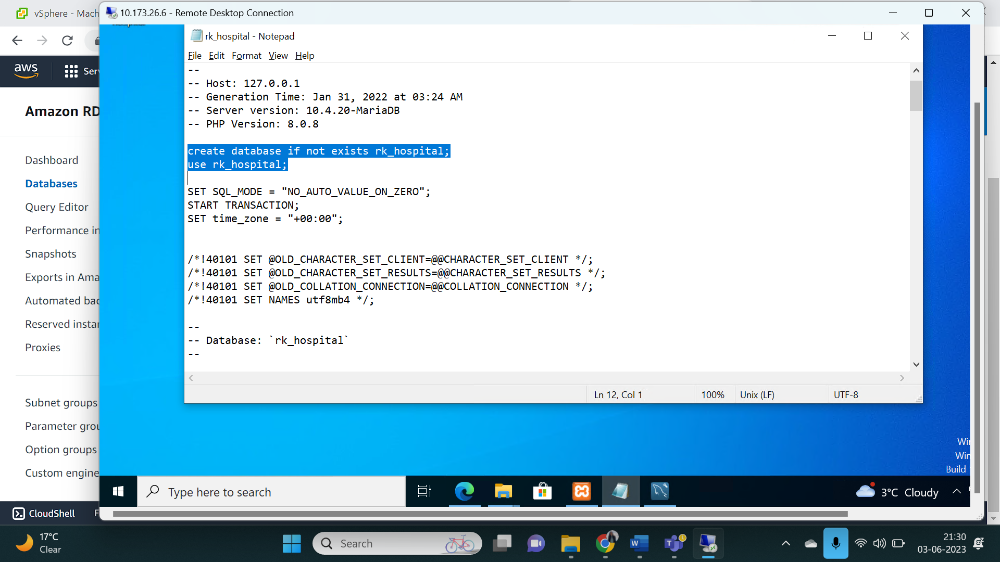 vSphere - Mach
10.173.26.6 - Remote Desktop Connection
aws
Serv
Amazon RD
Dashboard
Databases
Query Editor
Performance in
Snapshots
Exports in Ama
Automated bac
Reserved instan
Proxies
Subnet groups
Parameter grou
Option groups
Custom engine
CloudShell
F
rk_hospital - Notepad
File Edit Format View Help
--
-- Host: 127.0.0.1
-- Generation Time: Jan 31, 2022 at 03:24 AM
-- Server version: 10.4.20-MariaDB
-- PHP Version: 8.0.8
create database if not exists rk_hospital;
use rk_hospital;
SET SQL_MODE = "NO_AUTO_VALUE_ON_ZERO";
START TRANSACTION;
SET time_zone = "+00:00";
/*!40101 SET @OLD_CHARACTER_SET_CLIENT=@@CHARACTER_SET_CLIENT */;
/*!40101 SET @OLD_CHARACTER_SET_RESULTS=@@CHARACTER_SET_RESULTS */;
/*!40101 SET @OLD_COLLATION_CONNECTION=@@COLLATION_CONNECTION */;
/*!40101 SET NAMES utf8mb4 */;
--
-- Database: `rk_hospital`
--
Ln 12, Col 1 100% Unix (LF) UTF-8
Win
Win
Build
Type here to search
3°C Cloudy
17°C
Clear
Search
21:30
03-06-2023